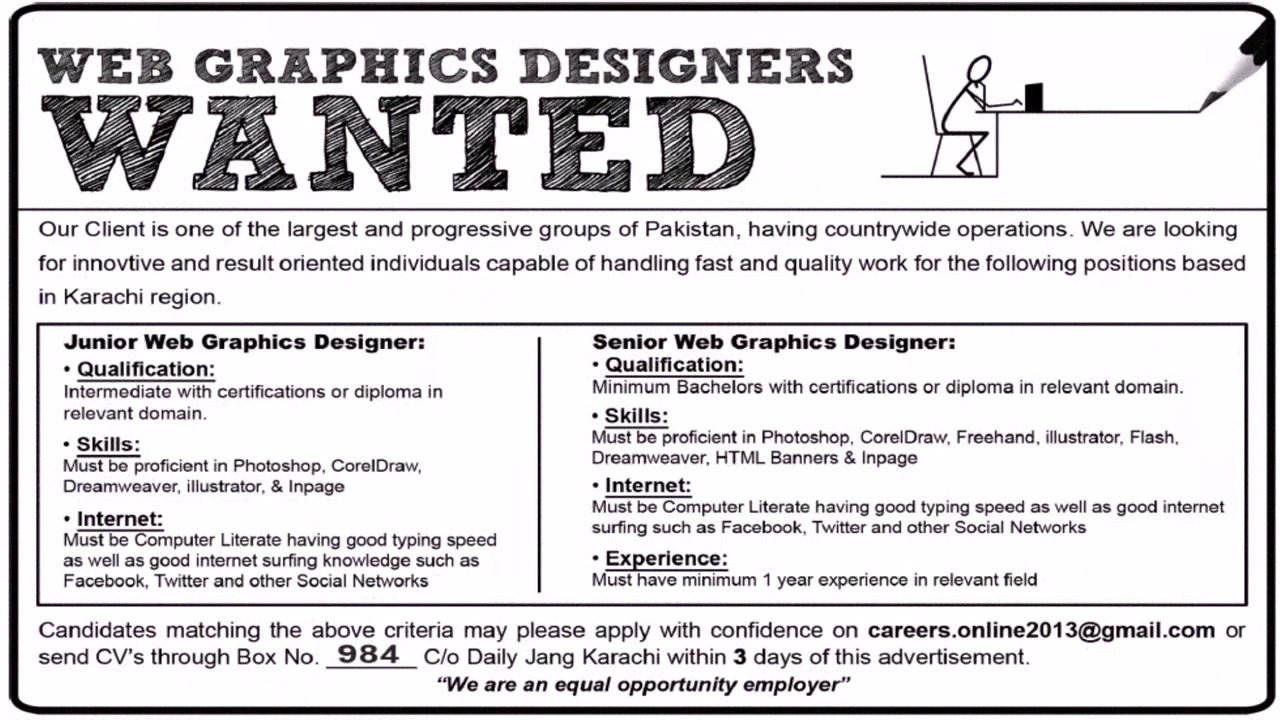 WEB GRAPHICS DESIGNERS
WANTED
Our Client is one of the largest and progressive groups of Pakistan, having countrywide operations. We are looking
for innovtive and result oriented individuals capable of handling fast and quality work for the following positions based
in Karachi region.
Junior Web Graphics Designer:
• Qualification:
Intermediate with certifications or diploma in
relevant domain.
• Skills:
Must be proficient in Photoshop, CorelDraw,
Dreamweaver, illustrator, & Inpage
• Internet:
Must be Computer Literate having good typing speed
as well as good internet surfing knowledge such as
Facebook, Twitter and other Social Networks
Senior Web Graphics Designer:
• Qualification:
Minimum Bachelors with certifications or diploma in relevant domain.
• Skills:
Must be proficient in Photoshop, CorelDraw, Freehand, illustrator, Flash,
Dreamweaver, HTML Banners & Inpage
• Internet:
Must be Computer Literate having good typing speed as well as good internet
surfing such as Facebook, Twitter and other Social Networks
• Experience:
Must have minimum 1 year experience in relevant field
Candidates matching the above criteria may please apply with confidence on careers.online2013@gmail.com or
send CV's through Box No. 984 C/o Daily Jang Karachi within 3 days of this advertisement.
“We are an equal opportunity employer”